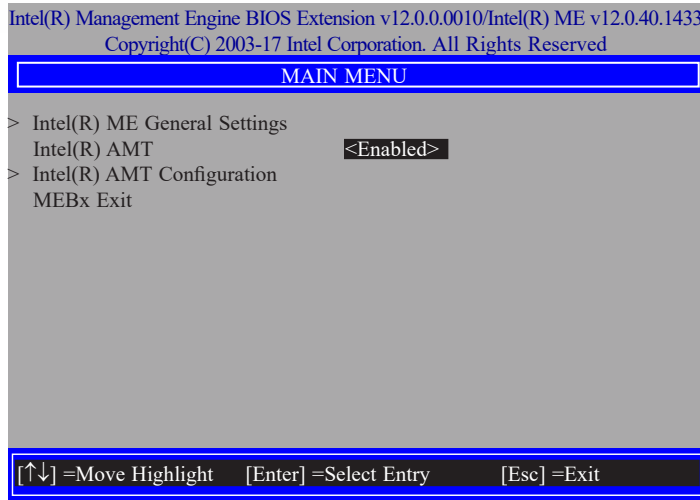 Intel(R) Management Engine BIOS Extension v12.0.0.0010/Intel(R) ME v12.0.40.1433
Copyright(C) 2003-17 Intel Corporation. All Rights Reserved
MAIN MENU
> Intel(R) ME General Settings
Intel(R) AMT <Enabled>
> Intel(R) AMT Configuration
MEBx Exit
[↑↓] =Move Highlight [Enter] =Select Entry [Esc] =Exit